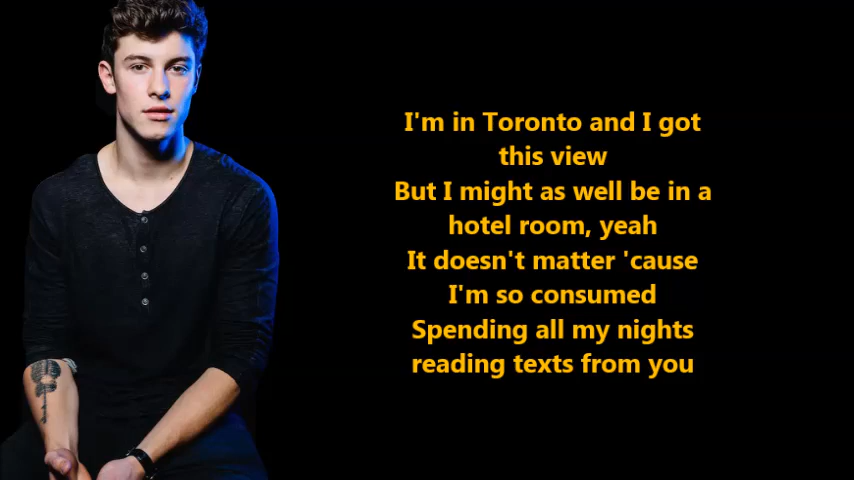 I'm in Toronto and I got
this view
But I might as well be in a
hotel room, yeah
It doesn't matter 'cause
I'm so consumed
Spending all my nights
reading texts from you